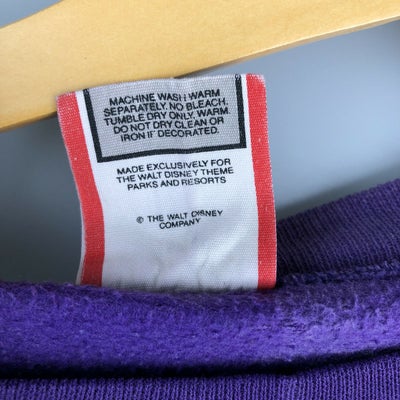 MACHINE WASH WARM
SEPARATELY. NO BLEACH.
TUMBLE DRY ONLY. WARM.
DO NOT DRY CLEAN OR
IRON IF DECORATED.
MADE EXCLUSIVELY FOR
THE WALT DISNEY THEME
PARKS AND RESORTS
© THE WALT DISNEY
COMPANY